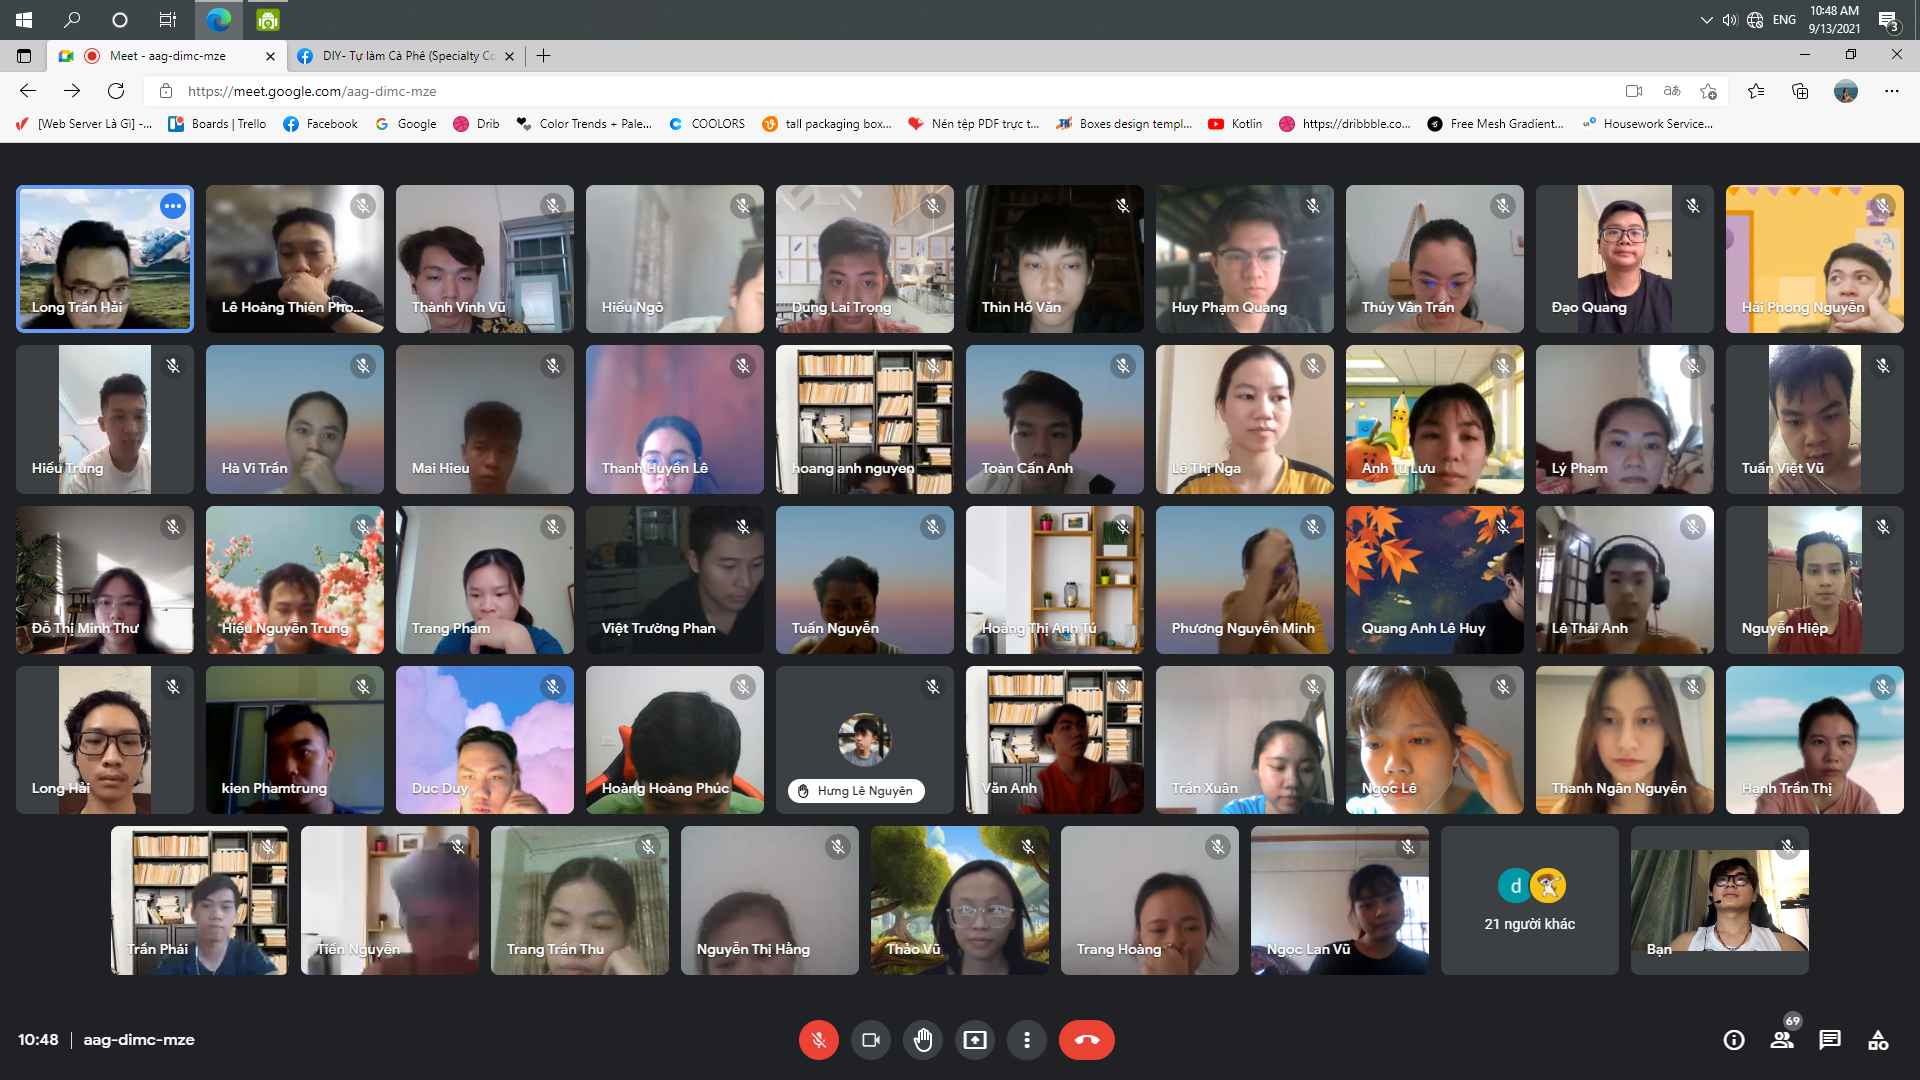 10:48 AM
ENG
9/13/2021
3
Meet - aag-dimc-mze
DIY- Tự làm Cà Phê (Specialty Co
https://meet.google.com/aag-dimc-mze
[Web Server Là Gì] -...
Boards | Trello
Facebook
Google
Drib
Color Trends + Pale...
COOLORS
tall packaging box...
Nén tệp PDF trực t...
Boxes design templ...
Kotlin
https://dribbble.co...
Free Mesh Gradient...
Housework Service...
Long Trần Hải
Lê Hoàng Thiên Pho...
Thành Vinh Vũ
Hiếu Ngô
Dũng Lai Trọng
Thìn Hồ Văn
Huy Phạm Quang
Thúy Vân Trần
Đạo Quang
Hải Phong Nguyễn
Hiếu Trung
Hà Vi Trần
Mai Hieu
Thanh Huyền Lê
hoang anh nguyen
Toàn Cấn Anh
Lê Thị Nga
Anh Tú Lưu
Lý Phạm
Tuấn Việt Vũ
Đỗ Thị Minh Thư
Hiếu Nguyễn Trung
Trang Pham
Việt Trường Phan
Tuấn Nguyễn
Hoàng Thị Anh Tú
Phương Nguyễn Minh
Quang Anh Lê Huy
Lê Thái Anh
Nguyễn Hiệp
Long Hải
kien Phamtrung
Duc Duy
Hoàng Hoàng Phúc
Hưng Lê Nguyên
Vân Anh
Trần Xuân
Ngọc Lê
Thanh Ngân Nguyễn
Hạnh Trần Thị
Trần Phái
Tiến Nguyễn
Trang Trần Thu
Nguyễn Thị Hằng
Thảo Vũ
Trang Hoàng
Ngọc Lan Vũ
d
21 người khác
Bạn
10:48 | aag-dimc-mze
69